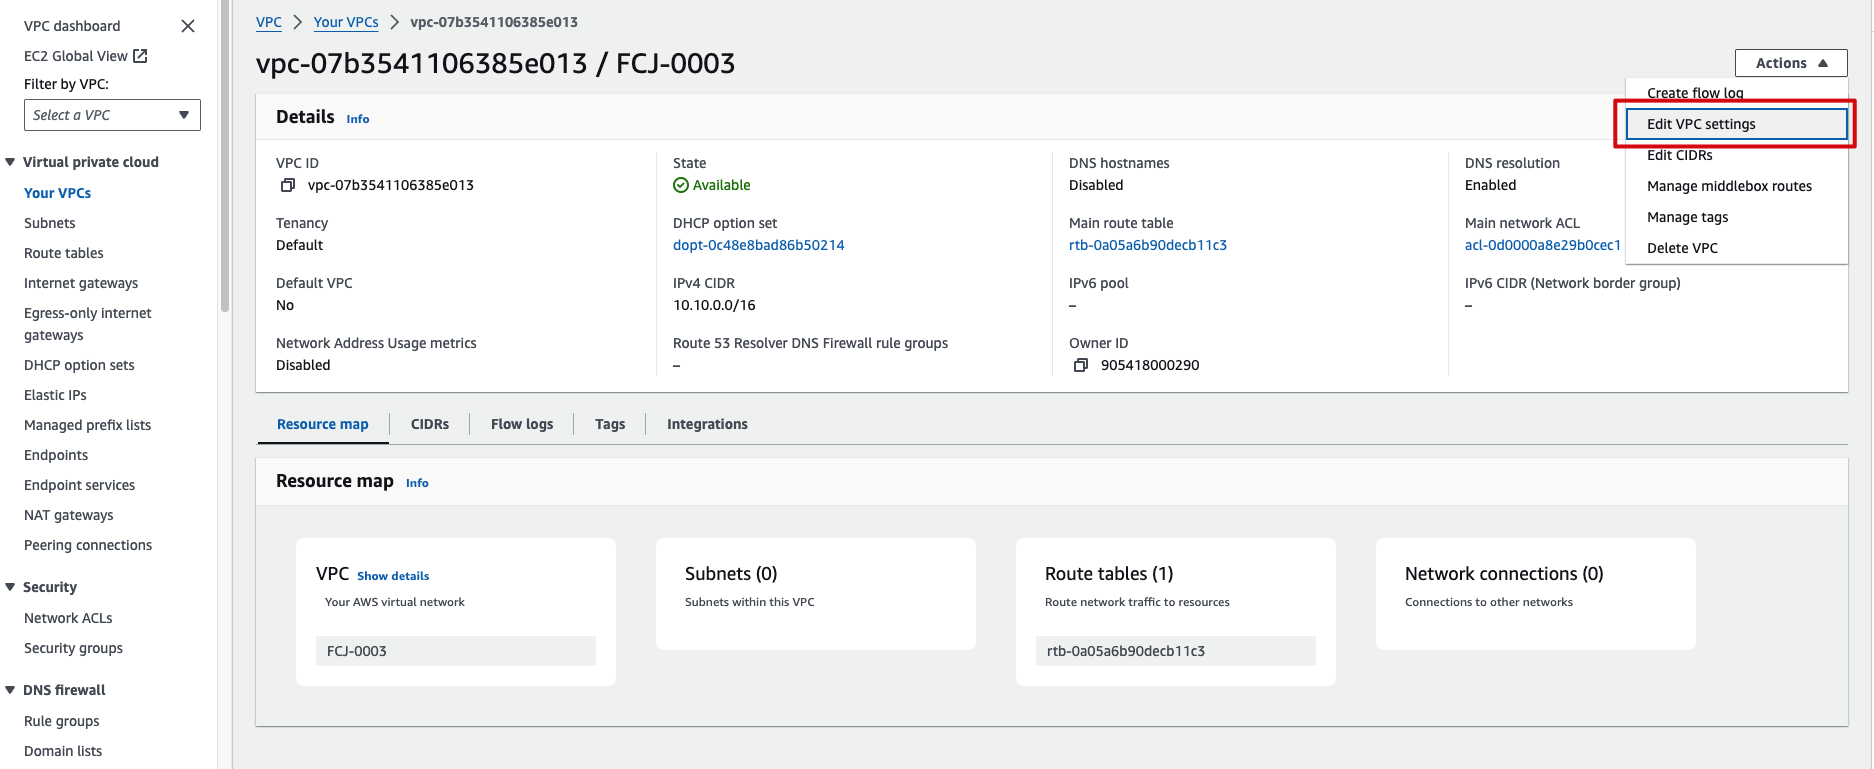 VPC dashboard
EC2 Global View
Filter by VPC:
Select a VPC
Virtual private cloud
Your VPCs
Subnets
Route tables
Internet gateways
Egress-only internet
gateways
DHCP option sets
Elastic IPs
Managed prefix lists
Endpoints
Endpoint services
NAT gateways
Peering connections
Security
Network ACLs
Security groups
DNS firewall
Rule groups
Domain lists
VPC > Your VPCs > vpc-07b3541106385e013
vpc-07b3541106385e013 / FCJ-0003
Actions
Create flow log
Edit VPC settings
Edit CIDRs
Manage middlebox routes
Manage tags
Delete VPC
Details Info
VPC ID
vpc-07b3541106385e013
State
Available
DNS hostnames
Disabled
DNS resolution
Enabled
Tenancy
Default
DHCP option set
dopt-0c48e8bad86b50214
Main route table
rtb-0a05a6b90decb11c3
Main network ACL
acl-0d0000a8e29b0cec1
Default VPC
No
IPv4 CIDR
10.10.0.0/16
IPv6 pool
–
IPv6 CIDR (Network border group)
–
Network Address Usage metrics
Disabled
Route 53 Resolver DNS Firewall rule groups
–
Owner ID
905418000290
Resource map
CIDRs
Flow logs
Tags
Integrations
Resource map Info
VPC Show details
Your AWS virtual network
FCJ-0003
Subnets (0)
Subnets within this VPC
Route tables (1)
Route network traffic to resources
rtb-0a05a6b90decb11c3
Network connections (0)
Connections to other networks